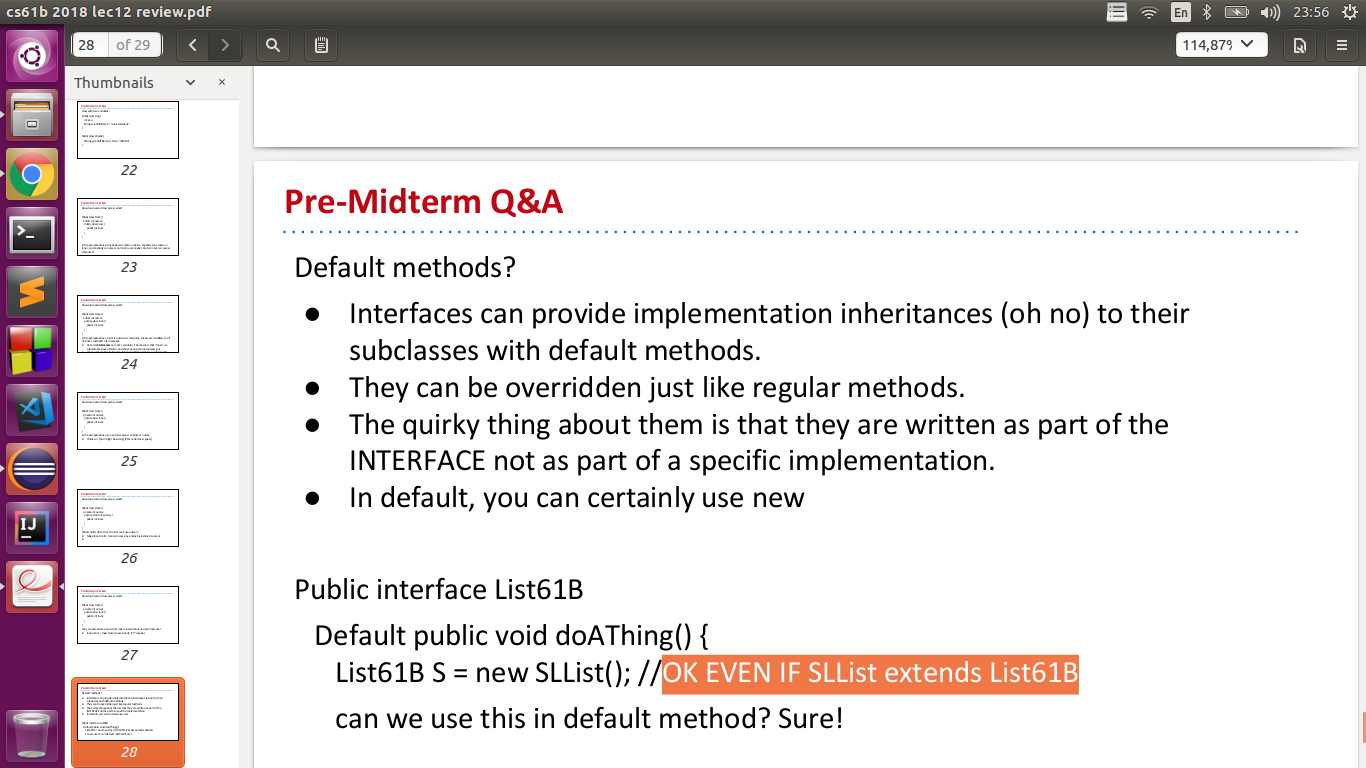 cs61b 2018 lec12 review.pdf
En
23:56
28 of 29
114,87%
Thumbnails
22
23
24
25
26
27
28
Pre-Midterm Q&A
Default methods?
● Interfaces can provide implementation inheritances (oh no) to their
subclasses with default methods.
● They can be overridden just like regular methods.
● The quirky thing about them is that they are written as part of the
INTERFACE not as part of a specific implementation.
● In default, you can certainly use new
Public interface List61B
Default public void doAThing() {
List61B S = new SLList(); //OK EVEN IF SLList extends List61B
can we use this in default method? Sure!